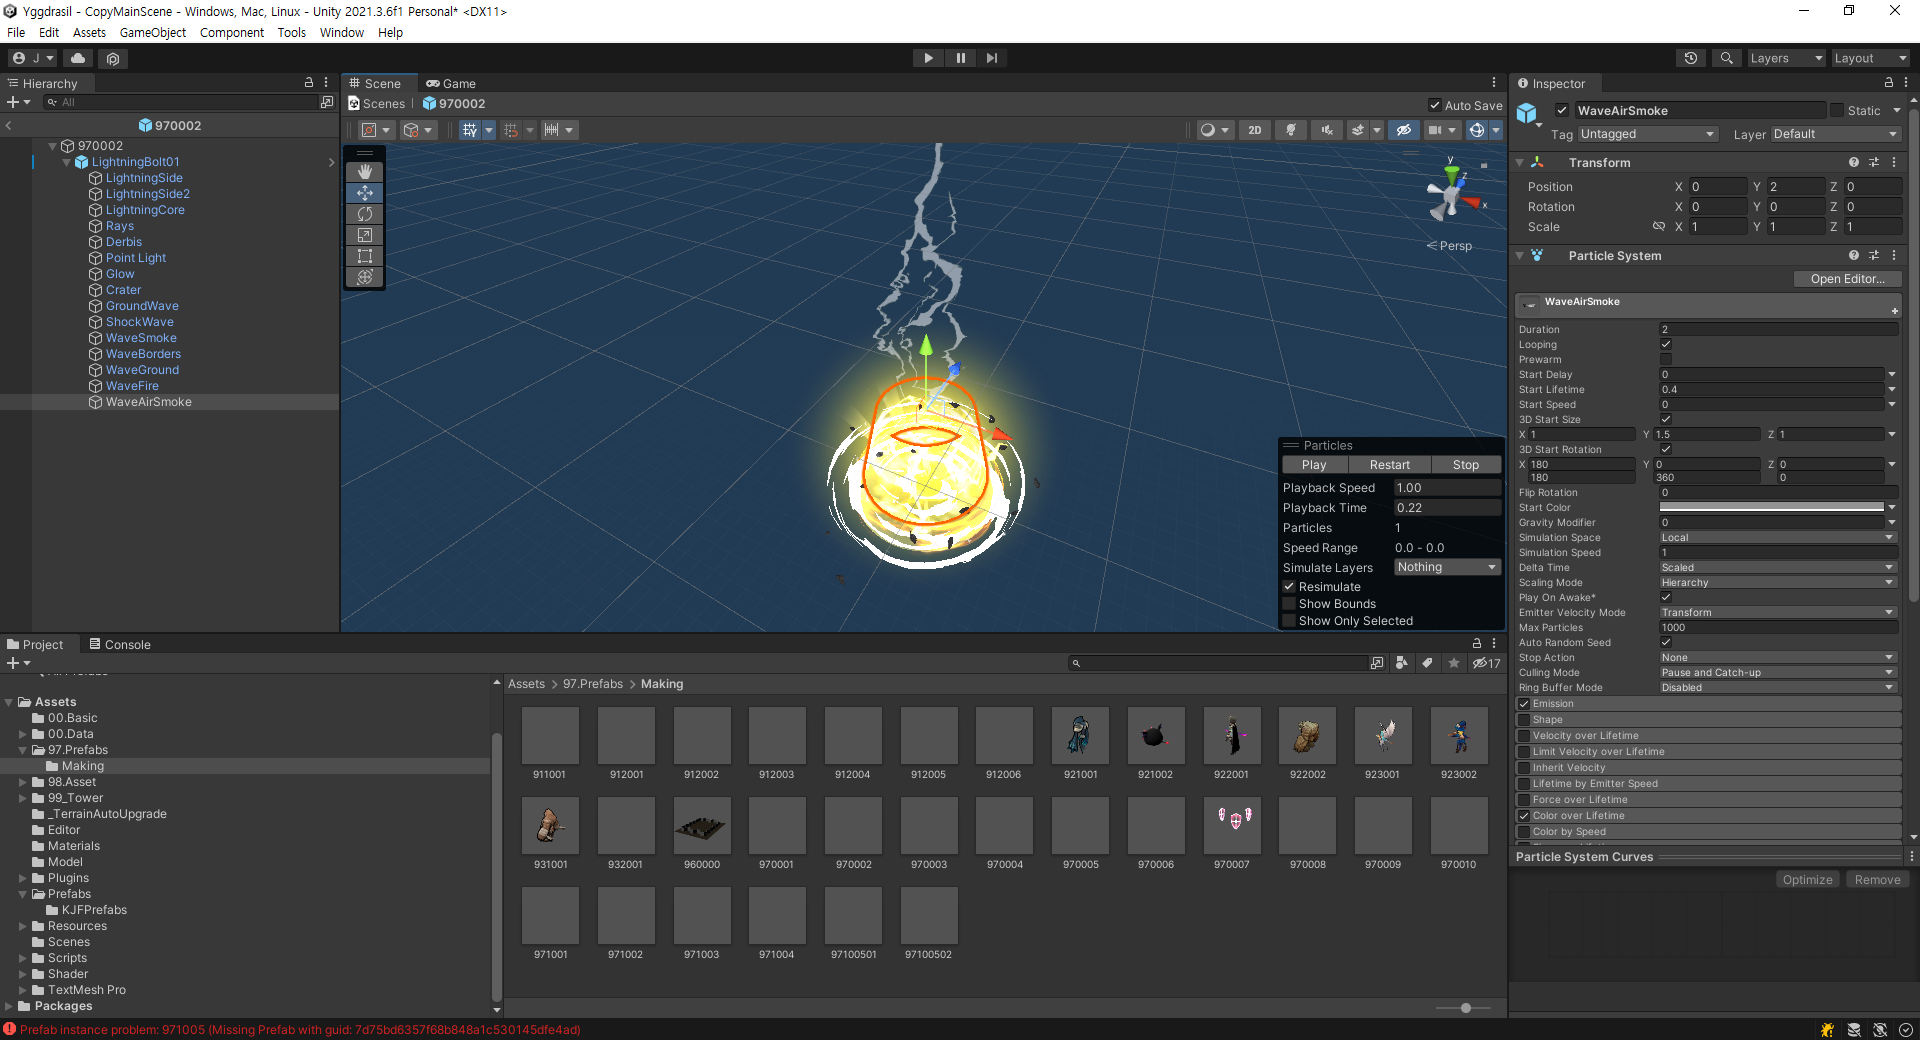 Yggdrasil - CopyMainScene - Windows, Mac, Linux - Unity 2021.3.6f1 Personal* <DX11>
File Edit Assets GameObject Component Tools Window Help
J Layers Layout
Hierarchy
All
970002
970002
LightningBolt01
LightningSide
LightningSide2
LightningCore
Rays
Derbis
Point Light
Glow
Crater
GroundWave
ShockWave
WaveSmoke
WaveBorders
WaveGround
WaveFire
WaveAirSmoke
Scene Game
Scenes 970002 Auto Save
2D
y
z
x
Persp
Particles
Play Restart Stop
Playback Speed 1.00
Playback Time 0.22
Particles 1
Speed Range 0.0 - 0.0
Simulate Layers Nothing
Resimulate
Show Bounds
Show Only Selected
Inspector
WaveAirSmoke Static
Tag Untagged Layer Default
Transform
Position X 0 Y 2 Z 0
Rotation X 0 Y 0 Z 0
Scale X 1 Y 1 Z 1
Particle System
Open Editor...
WaveAirSmoke
Duration 2
Looping
Prewarm
Start Delay 0
Start Lifetime 0.4
Start Speed 0
3D Start Size
X 1 Y 1.5 Z 1
3D Start Rotation
X 180 Y 0 Z 0
180 360 0
Flip Rotation 0
Start Color
Gravity Modifier 0
Simulation Space Local
Simulation Speed 1
Delta Time Scaled
Scaling Mode Hierarchy
Play On Awake*
Emitter Velocity Mode Transform
Max Particles 1000
Auto Random Seed
Stop Action None
Culling Mode Pause and Catch-up
Ring Buffer Mode Disabled
Emission
Shape
Velocity over Lifetime
Limit Velocity over Lifetime
Inherit Velocity
Lifetime by Emitter Speed
Force over Lifetime
Color over Lifetime
Color by Speed
Particle System Curves
Optimize Remove
Project Console
17
Assets
00.Basic
00.Data
97.Prefabs
Making
98.Asset
99_Tower
_TerrainAutoUpgrade
Editor
Materials
Model
Plugins
Prefabs
KJFPrefabs
Resources
Scenes
Scripts
Shader
TextMesh Pro
Packages
Assets > 97.Prefabs > Making
911001 912001 912002 912003 912004 912005 912006 921001 921002 922001 922002 923001 923002
931001 932001 960000 970001 970002 970003 970004 970005 970006 970007 970008 970009 970010
971001 971002 971003 971004 97100501 97100502
Prefab instance problem: 971005 (Missing Prefab with guid: 7d75bd6357f68b848a1c530145dfe4ad)